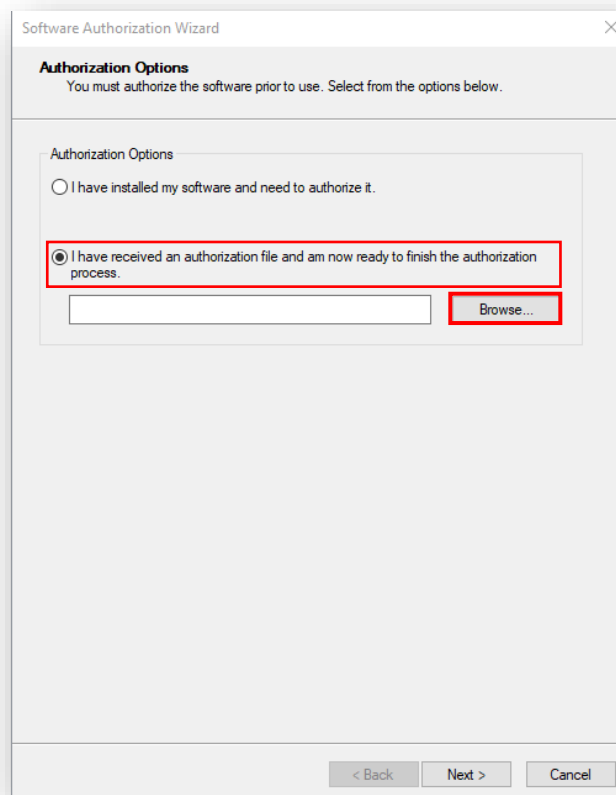 Software Authorization Wizard
Authorization Options
You must authorize the software prior to use. Select from the options below.
Authorization Options
I have installed my software and need to authorize it.
I have received an authorization file and am now ready to finish the authorization
process.
Browse...
< Back Next > Cancel